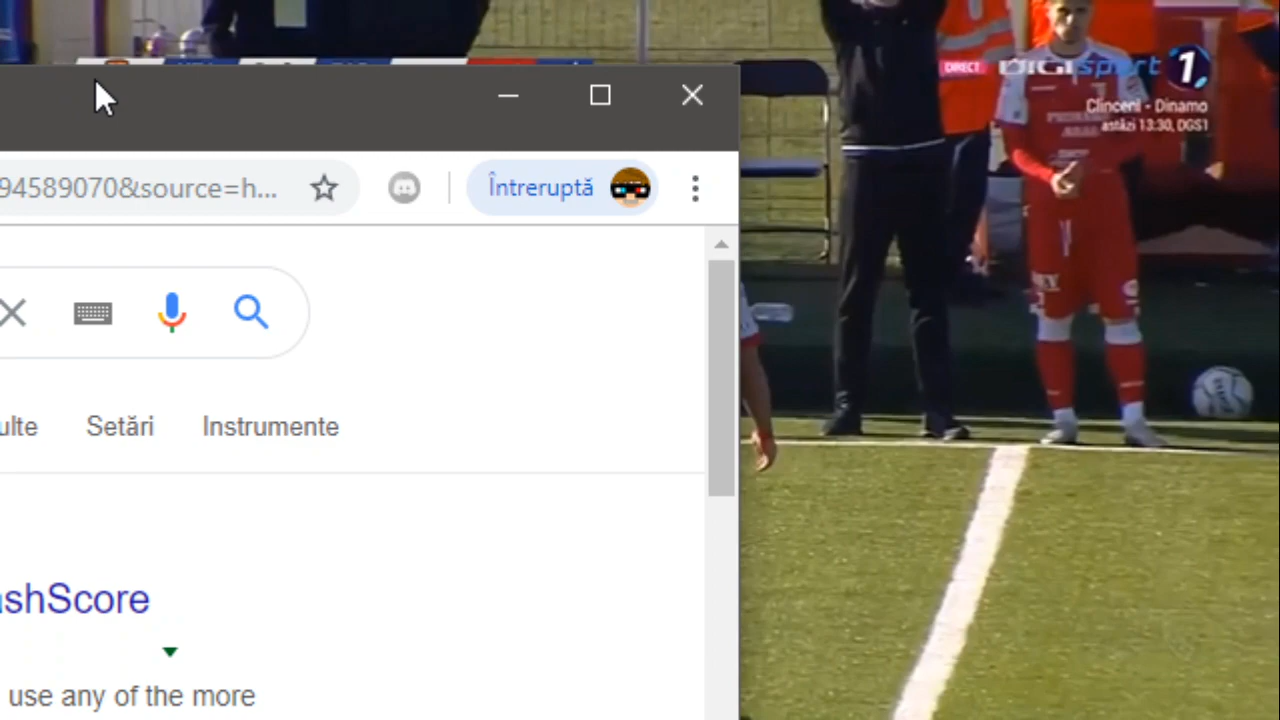 DIRECT DIGI sport 1
Clinceni - Dinamo
astăzi 13:30, DGS1
94589070&source=h...
Întreruptă
ulte Setări Instrumente
ashScore
use any of the more